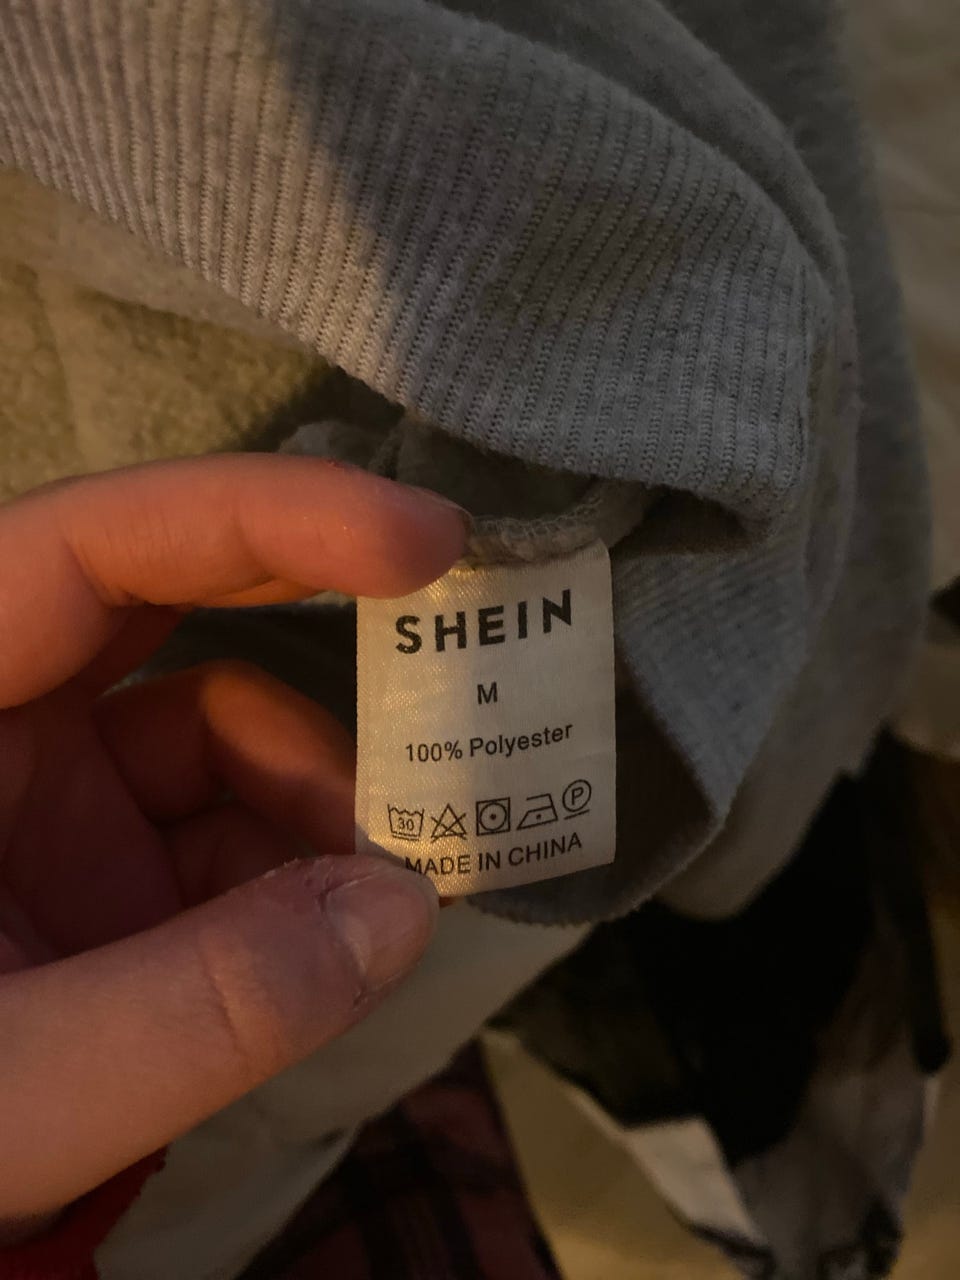 SHEIN
M
100% Polyester
30 P
MADE IN CHINA